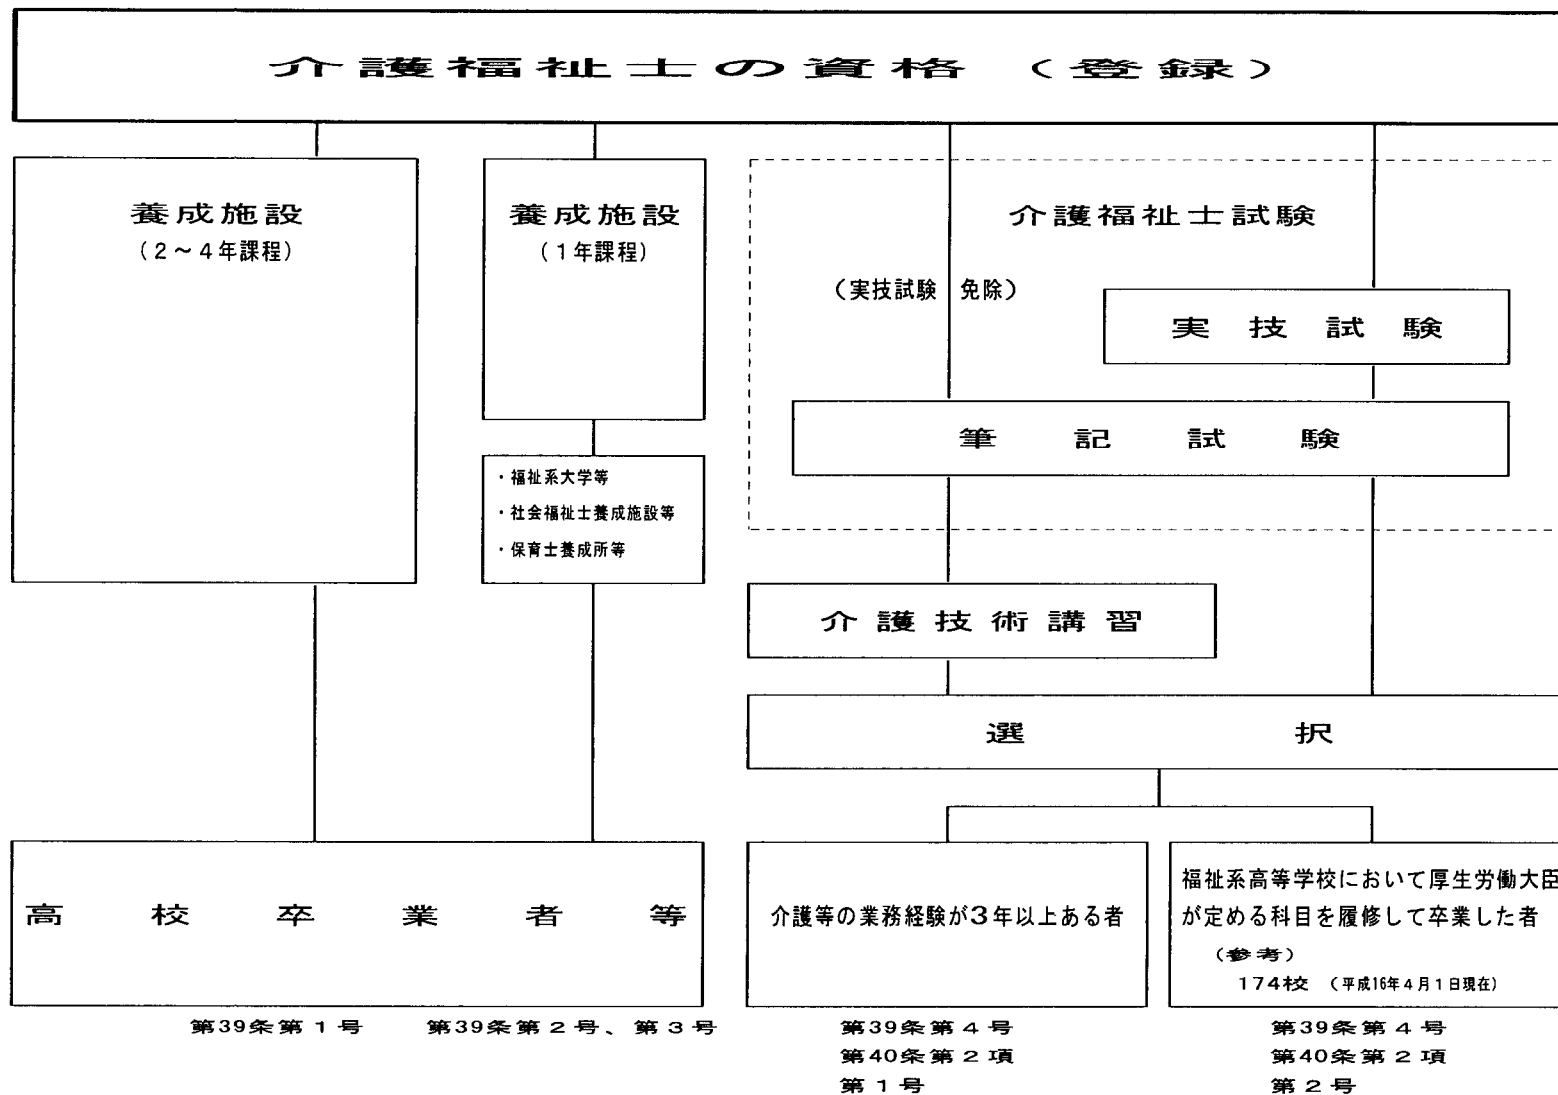 介護福祉士の資格（登録）
養成施設
（２～４年課程）
養成施設
（１年課程）
介護福祉士試験
（実技試験 免除）
実技試験
筆記試験
・福祉系大学等
・社会福祉士養成施設等
・保育士養成所等
介護技術講習
選択
高校卒業者等
介護等の業務経験が３年以上ある者
福祉系高等学校において厚生労働大臣
が定める科目を履修して卒業した者
（参考）
174校 （平成16年４月１日現在）
第39条第１号
第39条第２号、第３号
第39条第４号
第40条第２項
第１号
第39条第４号
第40条第２項
第２号